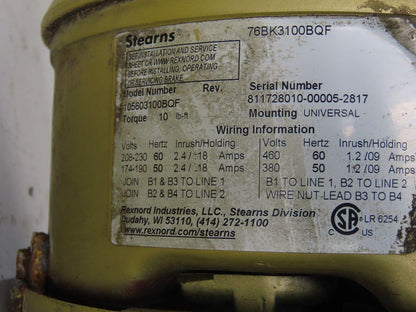 Stearns®
76BK3100BQF
SEE INSTALLATION AND SERVICE
SHEET OR WWW.REXNORD.COM
BEFORE INSTALLING, OPERATING
OR SERVICING BRAKE.
Model Number Rev. Serial Number
105603100BQF 811728010-00005-2817
Torque 10 lb-ft Mounting UNIVERSAL
Wiring Information
Volts Hertz Inrush/Holding Volts Hertz Inrush/Holding
208-230 60 2.4/.18 Amps 460 60 1.2/09 Amps
174-190 50 2.4/.18 Amps 380 50 1.2/09 Amps
JOIN B1 & B3 TO LINE 1 B1 TO LINE 1, B2 TO LINE 2
JOIN B2 & B4 TO LINE 2 WIRE NUT-LEAD B3 TO B4
Rexnord Industries, LLC., Stearns Division
Cudahy, WI 53110, (414) 272-1100
www.rexnord.com/stearns
SA ® LR 6254
C US